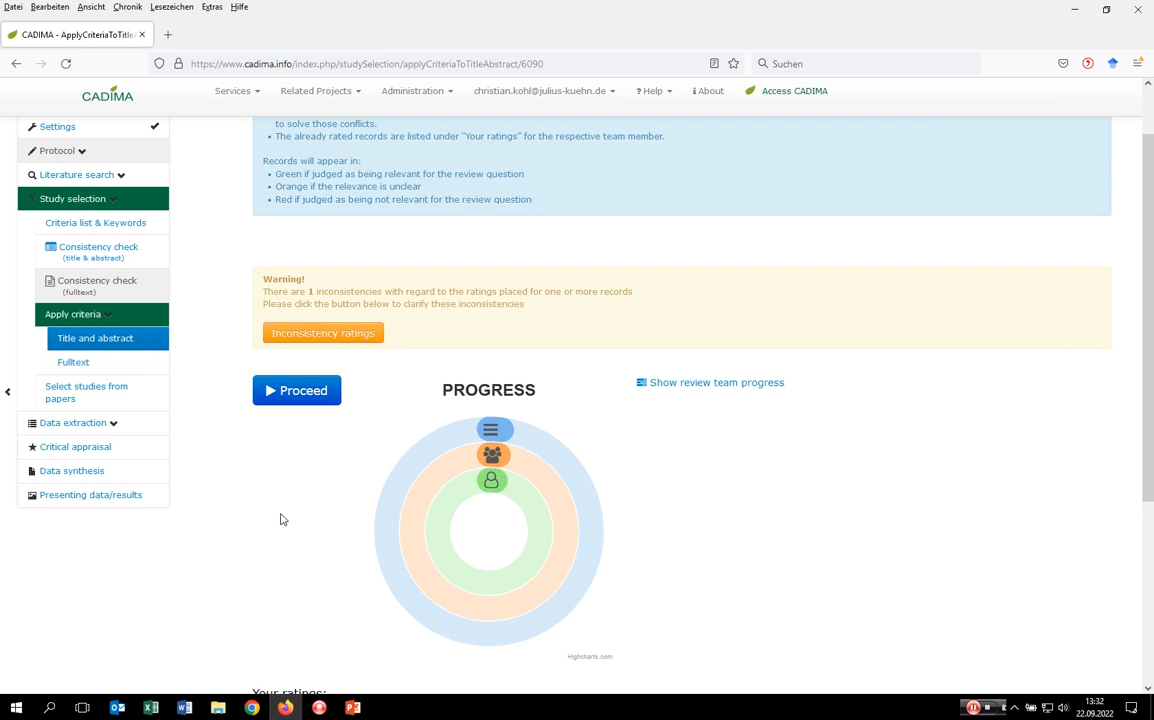 Datei Bearbeiten Ansicht Chronik Lesezeichen Extras Hilfe
CADIMA - ApplyCriteriaToTitleA
https://www.cadima.info/index.php/studySelection/applyCriteriaToTitleAbstract/6090
Suchen
CADIMA
Services Related Projects Administration christian.kohl@julius-kuehn.de ? Help About Access CADIMA
to solve those conflicts.
• The already rated records are listed under "Your ratings" for the respective team member.
Records will appear in:
• Green if judged as being relevant for the review question
• Orange if the relevance is unclear
• Red if judged as being not relevant for the review question
Settings
Protocol
Literature search
Study selection
Criteria list & Keywords
Consistency check
(title & abstract)
Consistency check
(fulltext)
Apply criteria
Title and abstract
Fulltext
Select studies from
papers
Data extraction
Critical appraisal
Data synthesis
Presenting data/results
Warning!
There are 1 inconsistencies with regard to the ratings placed for one or more records
Please click the button below to clarify these inconsistencies
Inconsistency ratings
Proceed
PROGRESS
Show review team progress
Highcharts.com
Your ratings:
13:32
22.09.2022